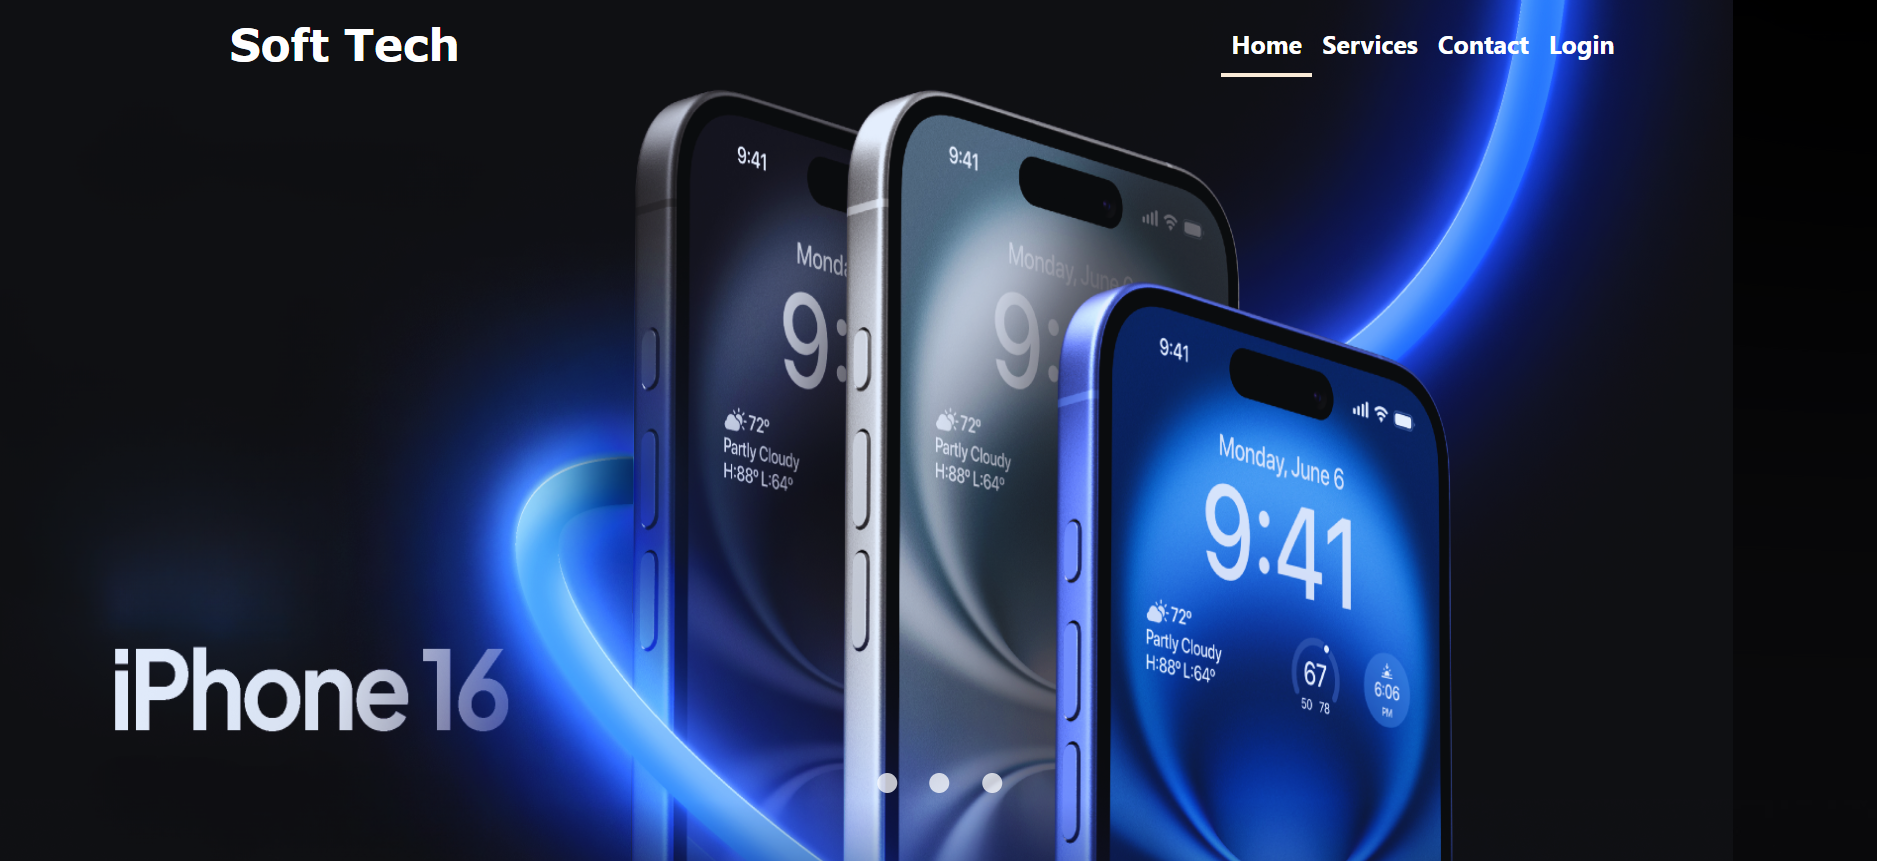 Soft Tech
Home Services Contact Login
9:41
9:41
Monday, June 6
9:
72°
Partly Cloudy
H:88° L:64°
9:
72°
Partly Cloudy
H:88° L:64°
9:41
Monday, June 6
9:41
72°
Partly Cloudy
H:88° L:64°
67
50 78
6:06
PM
iPhone 16